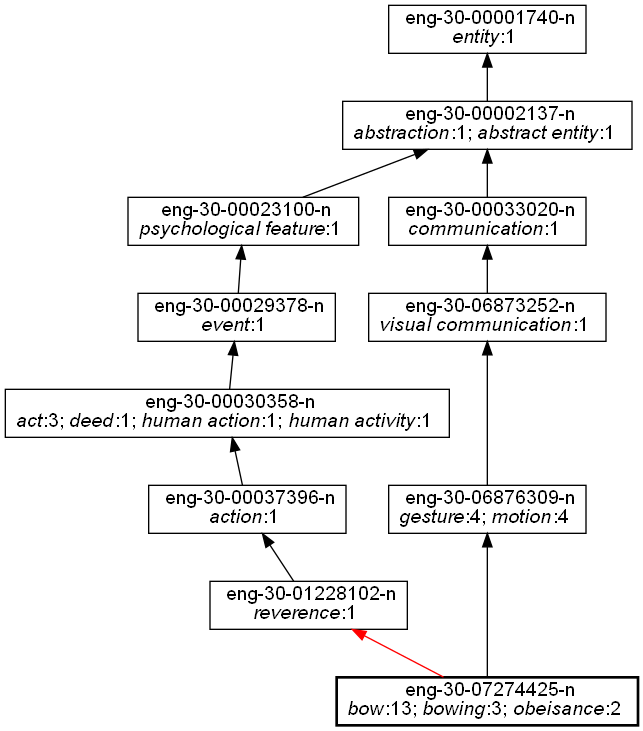 eng-30-00001740-n
entity:1
eng-30-00002137-n
abstraction:1; abstract entity:1
eng-30-00023100-n
psychological feature:1
eng-30-00033020-n
communication:1
eng-30-00029378-n
event:1
eng-30-06873252-n
visual communication:1
eng-30-00030358-n
act:3; deed:1; human action:1; human activity:1
eng-30-00037396-n
action:1
eng-30-06876309-n
gesture:4; motion:4
eng-30-01228102-n
reverence:1
eng-30-07274425-n
bow:13; bowing:3; obeisance:2